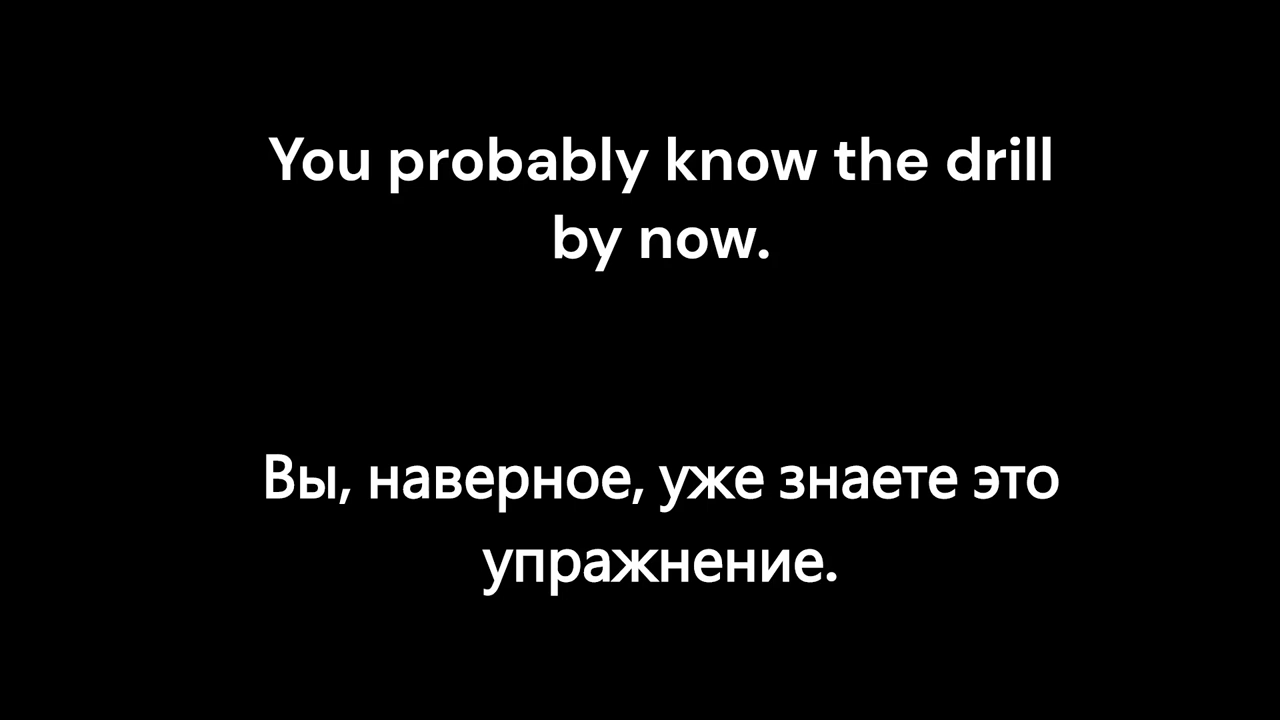 You probably know the drill
by now.
Вы, наверное, уже знаете это
упражнение.